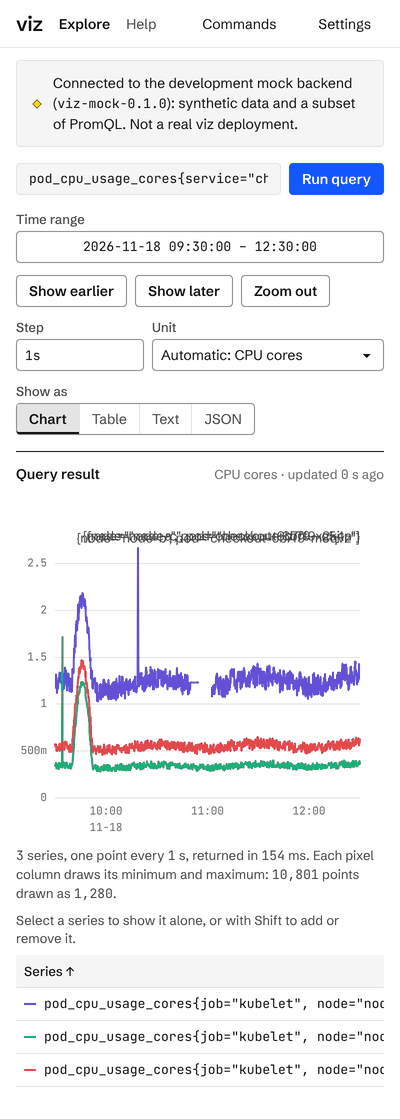 viz Explore Help Commands Settings
Connected to the development mock backend
(viz-mock-0.1.0): synthetic data and a subset
of PromQL. Not a real viz deployment.
pod_cpu_usage_cores{service="ch
Run query
Time range
2026-11-18 09:30:00 – 12:30:00
Show earlier
Show later
Zoom out
Step
Unit
1s
Automatic: CPU cores
Show as
Chart
Table
Text
JSON
Query result
CPU cores · updated 0 s ago
2.5
2
1.5
1
500m
0
10:00
11:00
12:00
11-18
3 series, one point every 1 s, returned in 154 ms. Each pixel
column draws its minimum and maximum: 10,801 points
drawn as 1,280.
Select a series to show it alone, or with Shift to add or
remove it.
Series ↑
pod_cpu_usage_cores{job="kubelet", node="noc
pod_cpu_usage_cores{job="kubelet", node="noc
pod_cpu_usage_cores{job="kubelet", node="noc